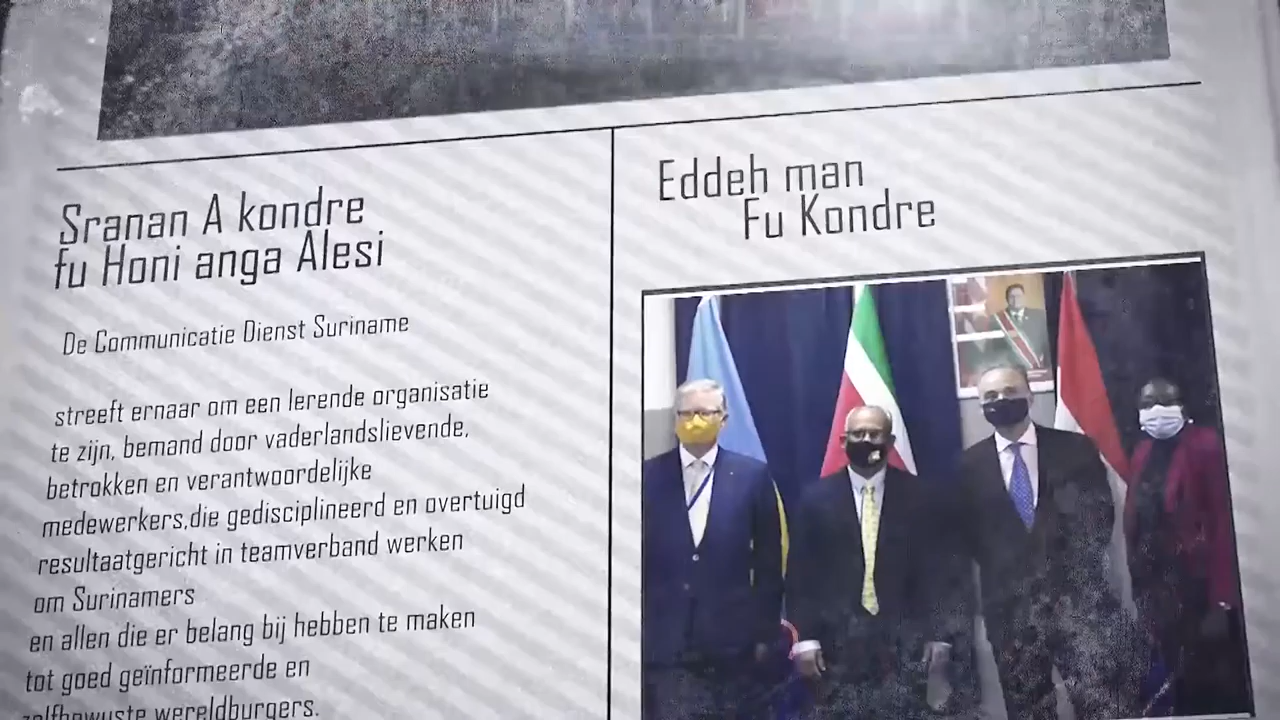 Sranan A kondre
fu Honi anga Alesi
De Communicatie Dienst Suriname
streeft ernaar om een lerende organisatie
te zijn, bemand door vaderlandslievende,
betrokken en verantwoordelijke
medewerkers,die gedisciplineerd en overtuigd
resultaatgericht in teamverband werken
om Surinamers
en allen die er belang bij hebben te maken
tot goed geïnformeerde en
zelfbewuste wereldburgers.
Eddeh man
Fu Kondre